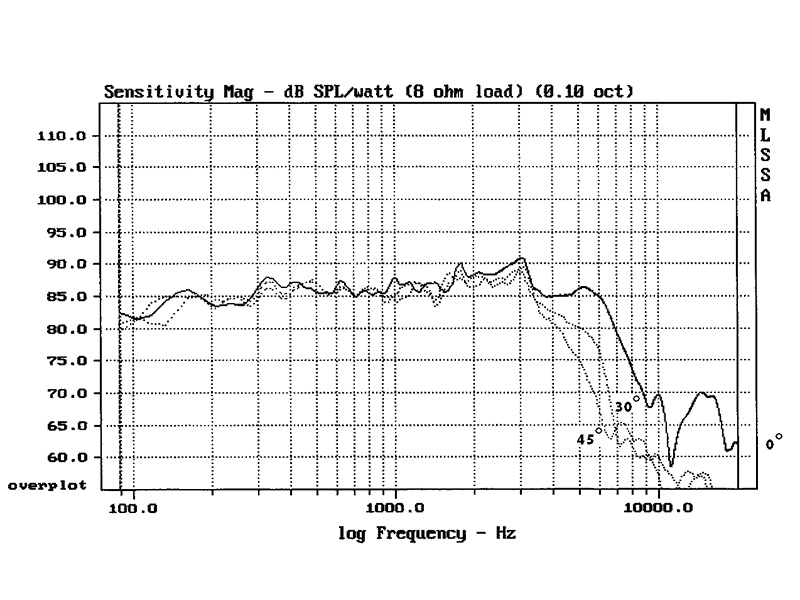 Sensitivity Mag - dB SPL/watt (8 ohm load) (0.10 oct)
MLSSA
110.0
105.0
100.0
95.0
90.0
85.0
80.0
75.0
70.0
65.0
60.0
30°
45°
0°
overplot
100.0 1000.0 10000.0
log Frequency - Hz